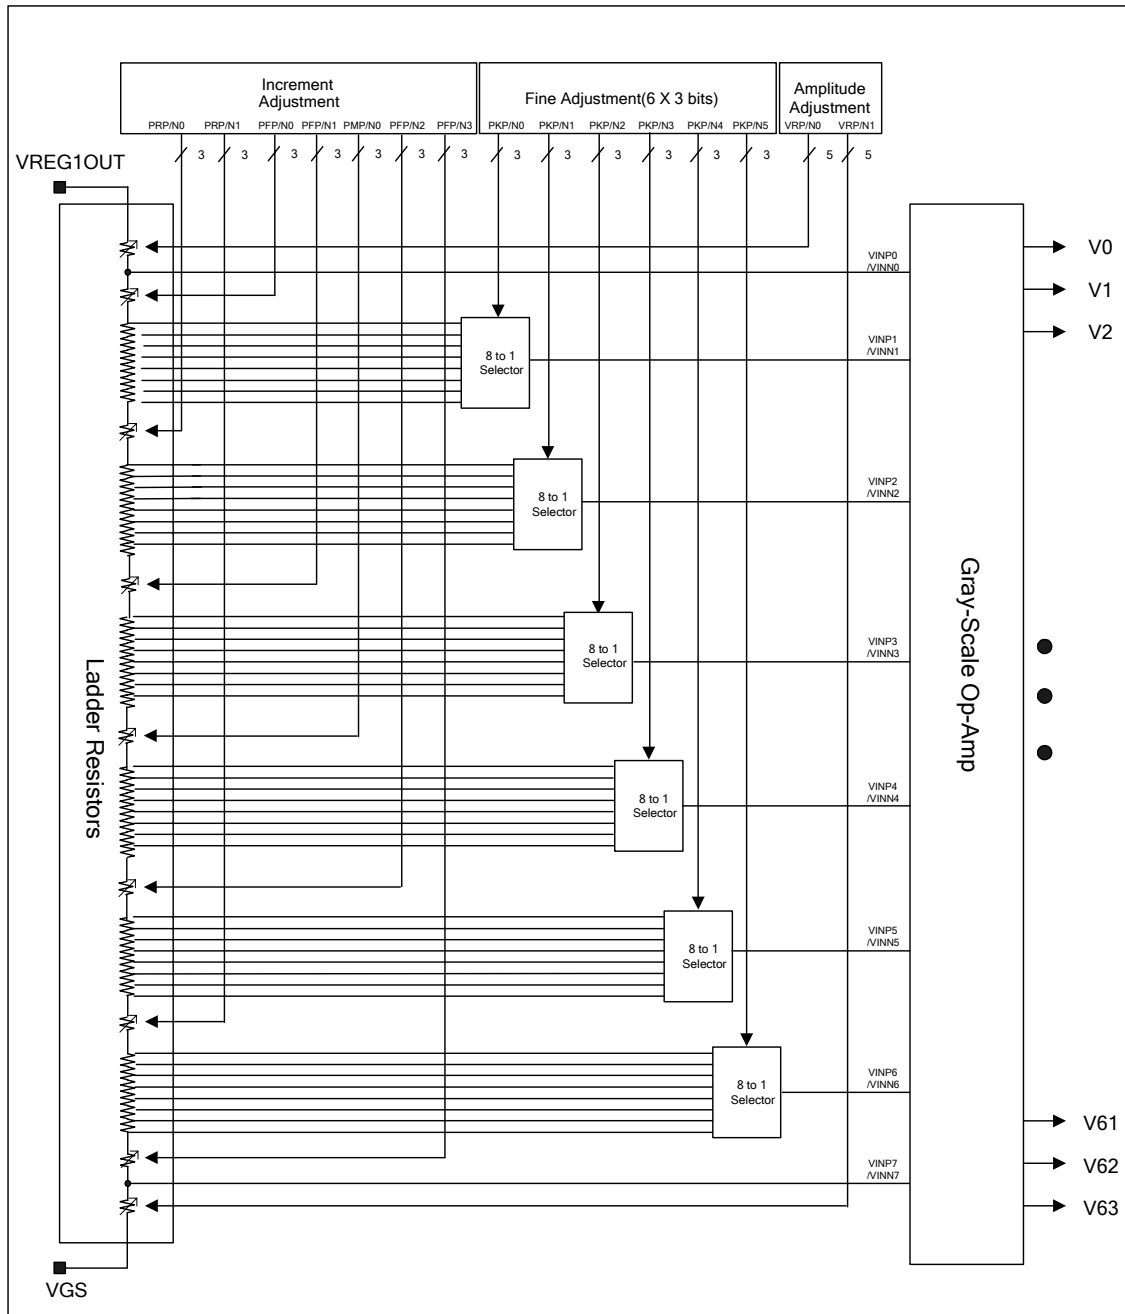 Increment
Adjustment
Fine Adjustment(6 X 3 bits)
Amplitude
Adjustment
PRP/N0 PRP/N1 PFP/N0 PFP/N1 PMP/N0 PFP/N2 PFP/N3 PKP/N0 PKP/N1 PKP/N2 PKP/N3 PKP/N4 PKP/N5 VRP/N0 VRP/N1
3 3 3 3 3 3 3 3 3 3 3 3 3 5 5
VREG1OUT
VINP0
/VINN0
V0
V1
V2
8 to 1
Selector
VINP1
/VINN1
8 to 1
Selector
VINP2
/VINN2
8 to 1
Selector
VINP3
/VINN3
Ladder Resistors
Gray-Scale Op-Amp
8 to 1
Selector
VINP4
/VINN4
8 to 1
Selector
VINP5
/VINN5
8 to 1
Selector
VINP6
/VINN6
V61
VINP7
/VINN7
V62
V63
VGS